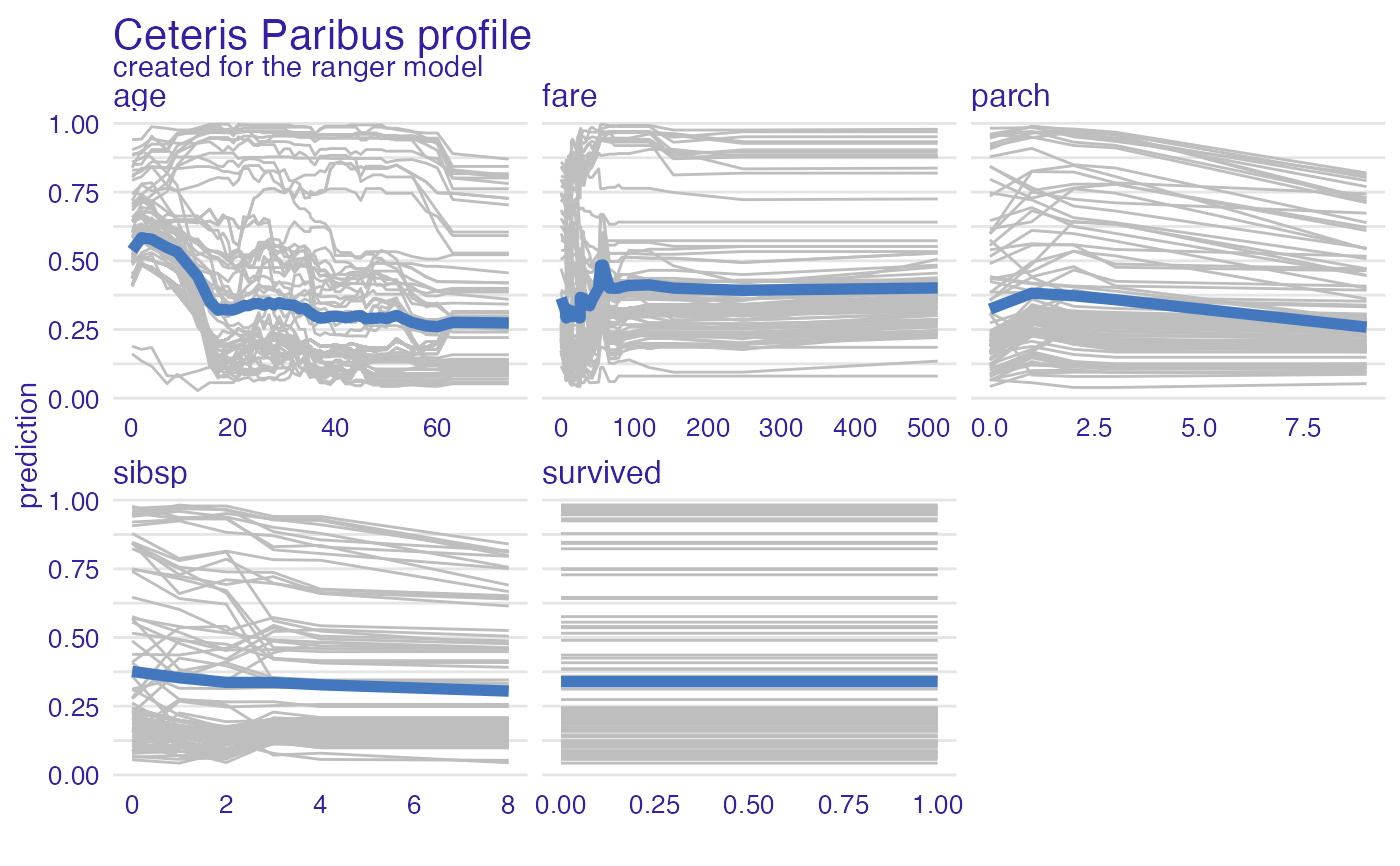 Ceteris Paribus profile
created for the ranger model
age fare parch
1.00
0.75
0.50
0.25
0.00
0 20 40 60
0 100 200 300 400 500
0.0 2.5 5.0 7.5
prediction
sibsp survived
1.00
0.75
0.50
0.25
0.00
0 2 4 6 8
0.00 0.25 0.50 0.75 1.00